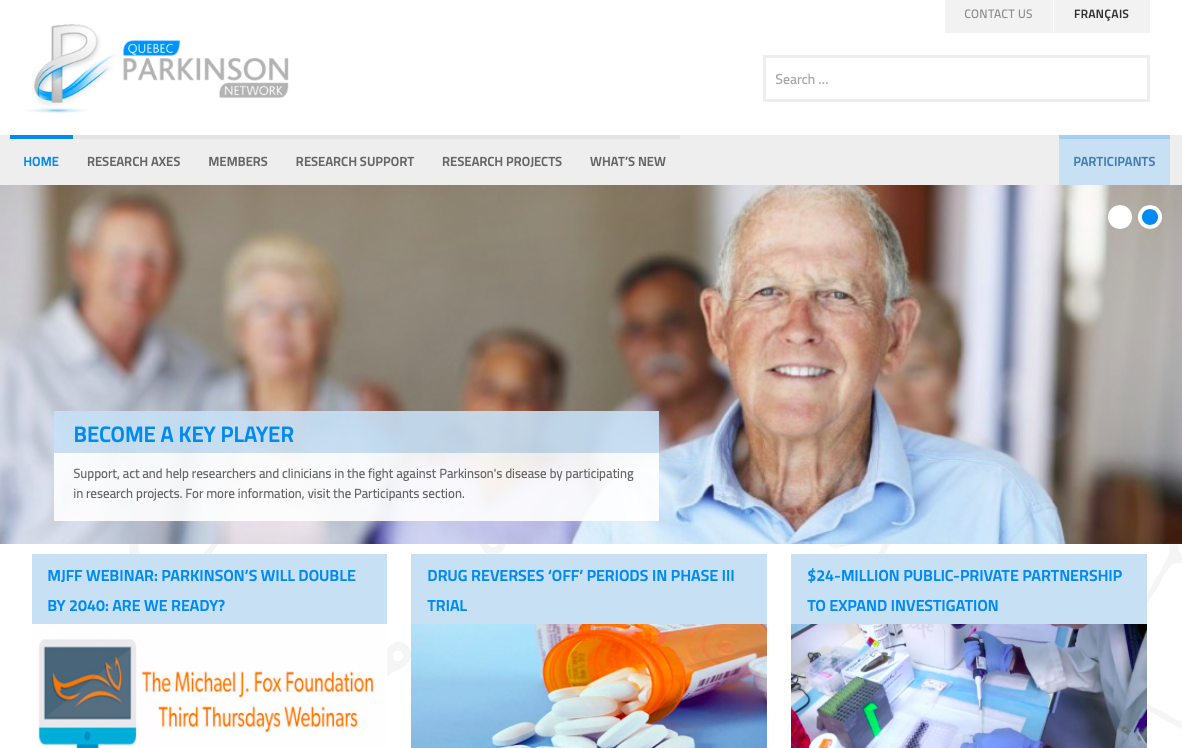 CONTACT US
FRANÇAIS
QUEBEC
PARKINSON
NETWORK
Search ...
HOME
RESEARCH AXES
MEMBERS
RESEARCH SUPPORT
RESEARCH PROJECTS
WHAT'S NEW
PARTICIPANTS
BECOME A KEY PLAYER
Support, act and help researchers and clinicians in the fight against Parkinson's disease by participating
in research projects. For more information, visit the Participants section.
MJFF WEBINAR: PARKINSON’S WILL DOUBLE
BY 2040: ARE WE READY?
The Michael J. Fox Foundation
Third Thursdays Webinars
DRUG REVERSES ‘OFF’ PERIODS IN PHASE III
TRIAL
$24-MILLION PUBLIC-PRIVATE PARTNERSHIP
TO EXPAND INVESTIGATION